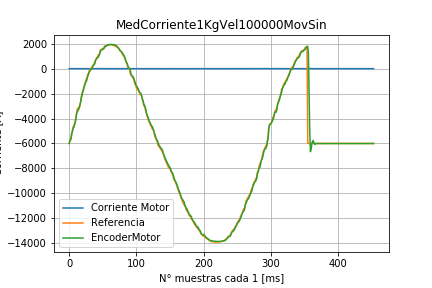 MedCorriente1KgVel100000MovSin
2000
0
−2000
−4000
−6000
−8000
−10000
−12000
−14000
Corriente Motor
Referencia
EncoderMotor
0
100
200
300
400
N° muestras cada 1 [ms]